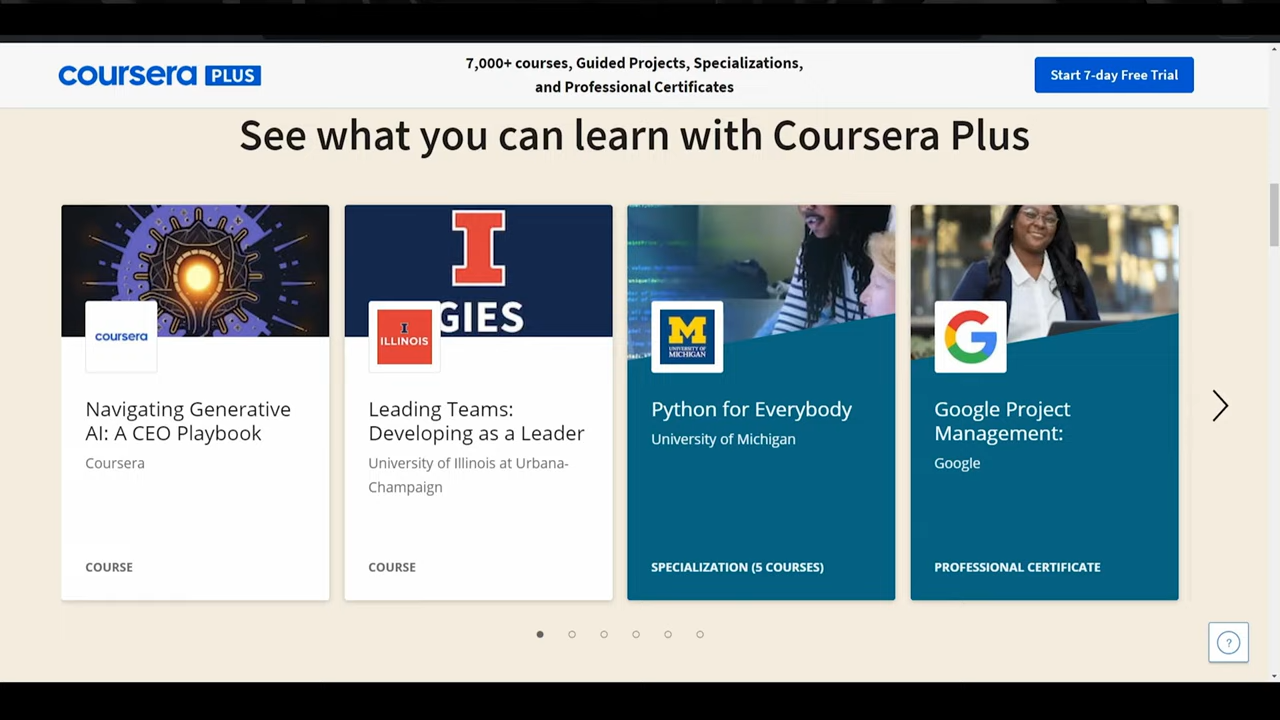 coursera PLUS
7,000+ courses, Guided Projects, Specializations,
and Professional Certificates
Start 7-day Free Trial
See what you can learn with Coursera Plus
I
GIES
coursera
I
ILLINOIS
M
UNIVERSITY OF
MICHIGAN
G
Navigating Generative
AI: A CEO Playbook
Coursera
COURSE
Leading Teams:
Developing as a Leader
University of Illinois at Urbana-
Champaign
COURSE
Python for Everybody
University of Michigan
SPECIALIZATION (5 COURSES)
Google Project
Management:
Google
PROFESSIONAL CERTIFICATE
?